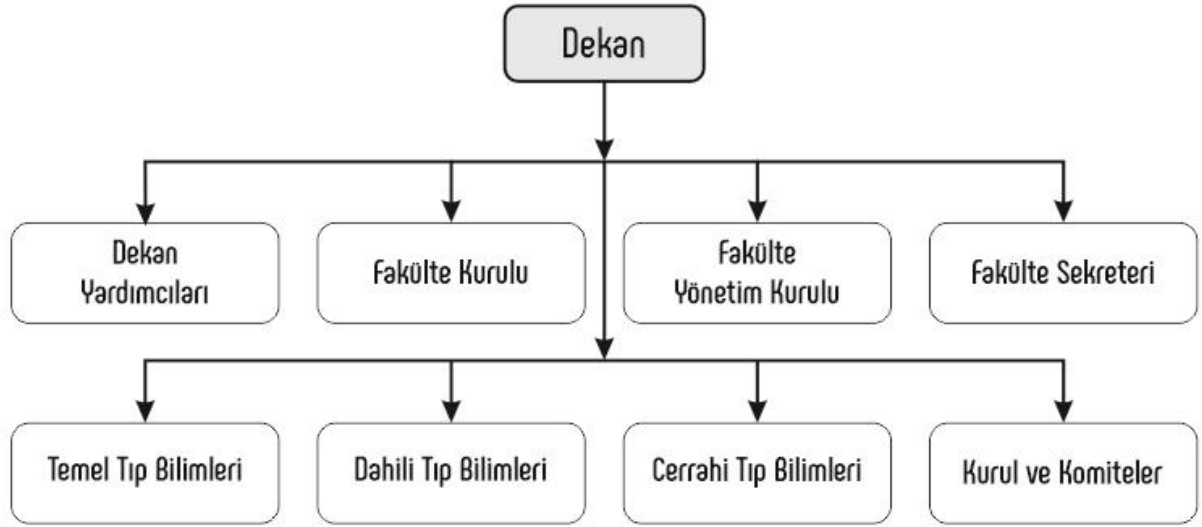 Dekan
Dekan
Yardımcıları
Fakülte Kurulu
Fakülte
Yönetim Kurulu
Fakülte Sekreteri
Temel Tıp Bilimleri
Dahili Tıp Bilimleri
Cerrahi Tıp Bilimleri
Kurul ve Komiteler